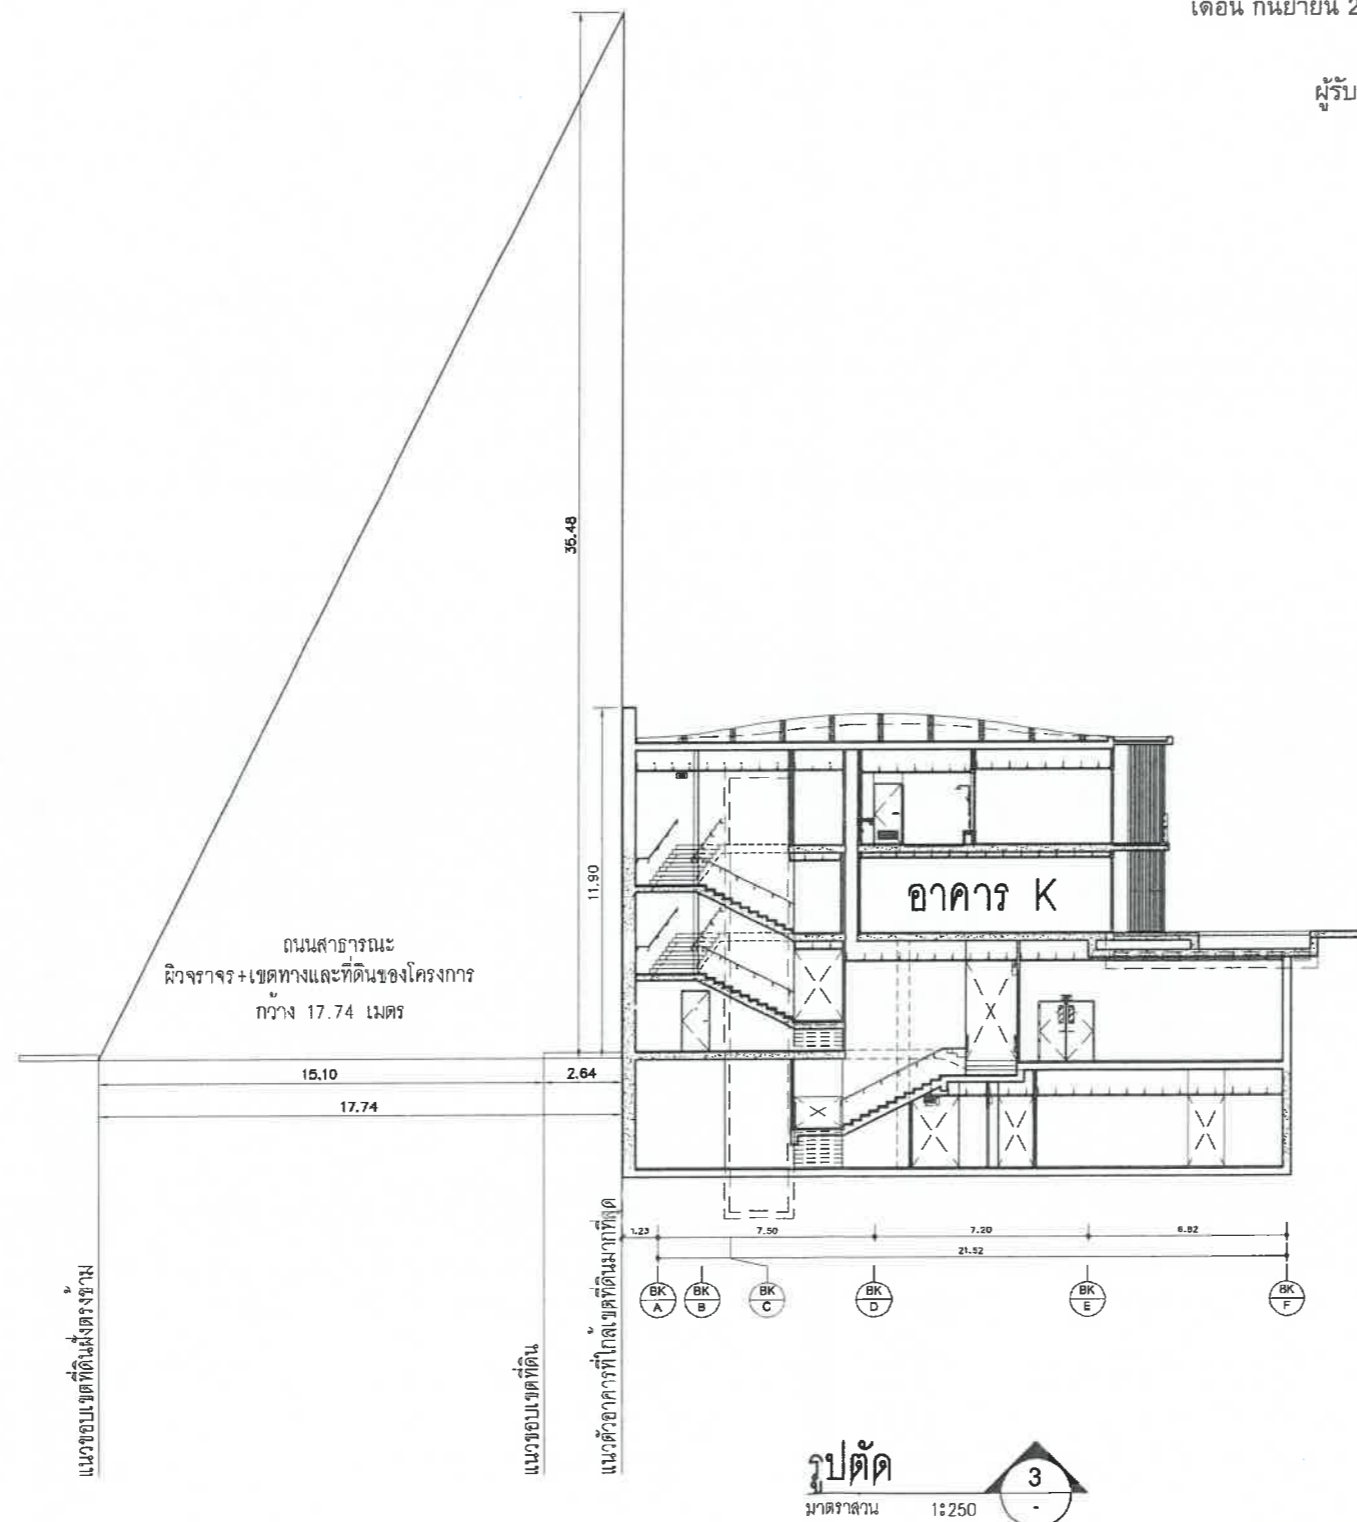 เดือน กันยายน 2
ผู้รับ
35.48
11.90
อาคาร K
ถนนสาธารณะ
ผิวจราจร+เขตทางและที่ดินของโครงการ
กว้าง 17.74 เมตร
15.10
2.64
17.74
1.23
7.50
7.20
6.82
21.52
BK A
BK B
BK C
BK D
BK E
BK F
แนวขอบเขตที่ดินฝั่งตรงข้าม
แนวขอบเขตที่ดิน
แนวตัวอาคารที่ใกล้เขตที่ดินมากที่สุด
รูปตัด
มาตราส่วน 1:250
3
-